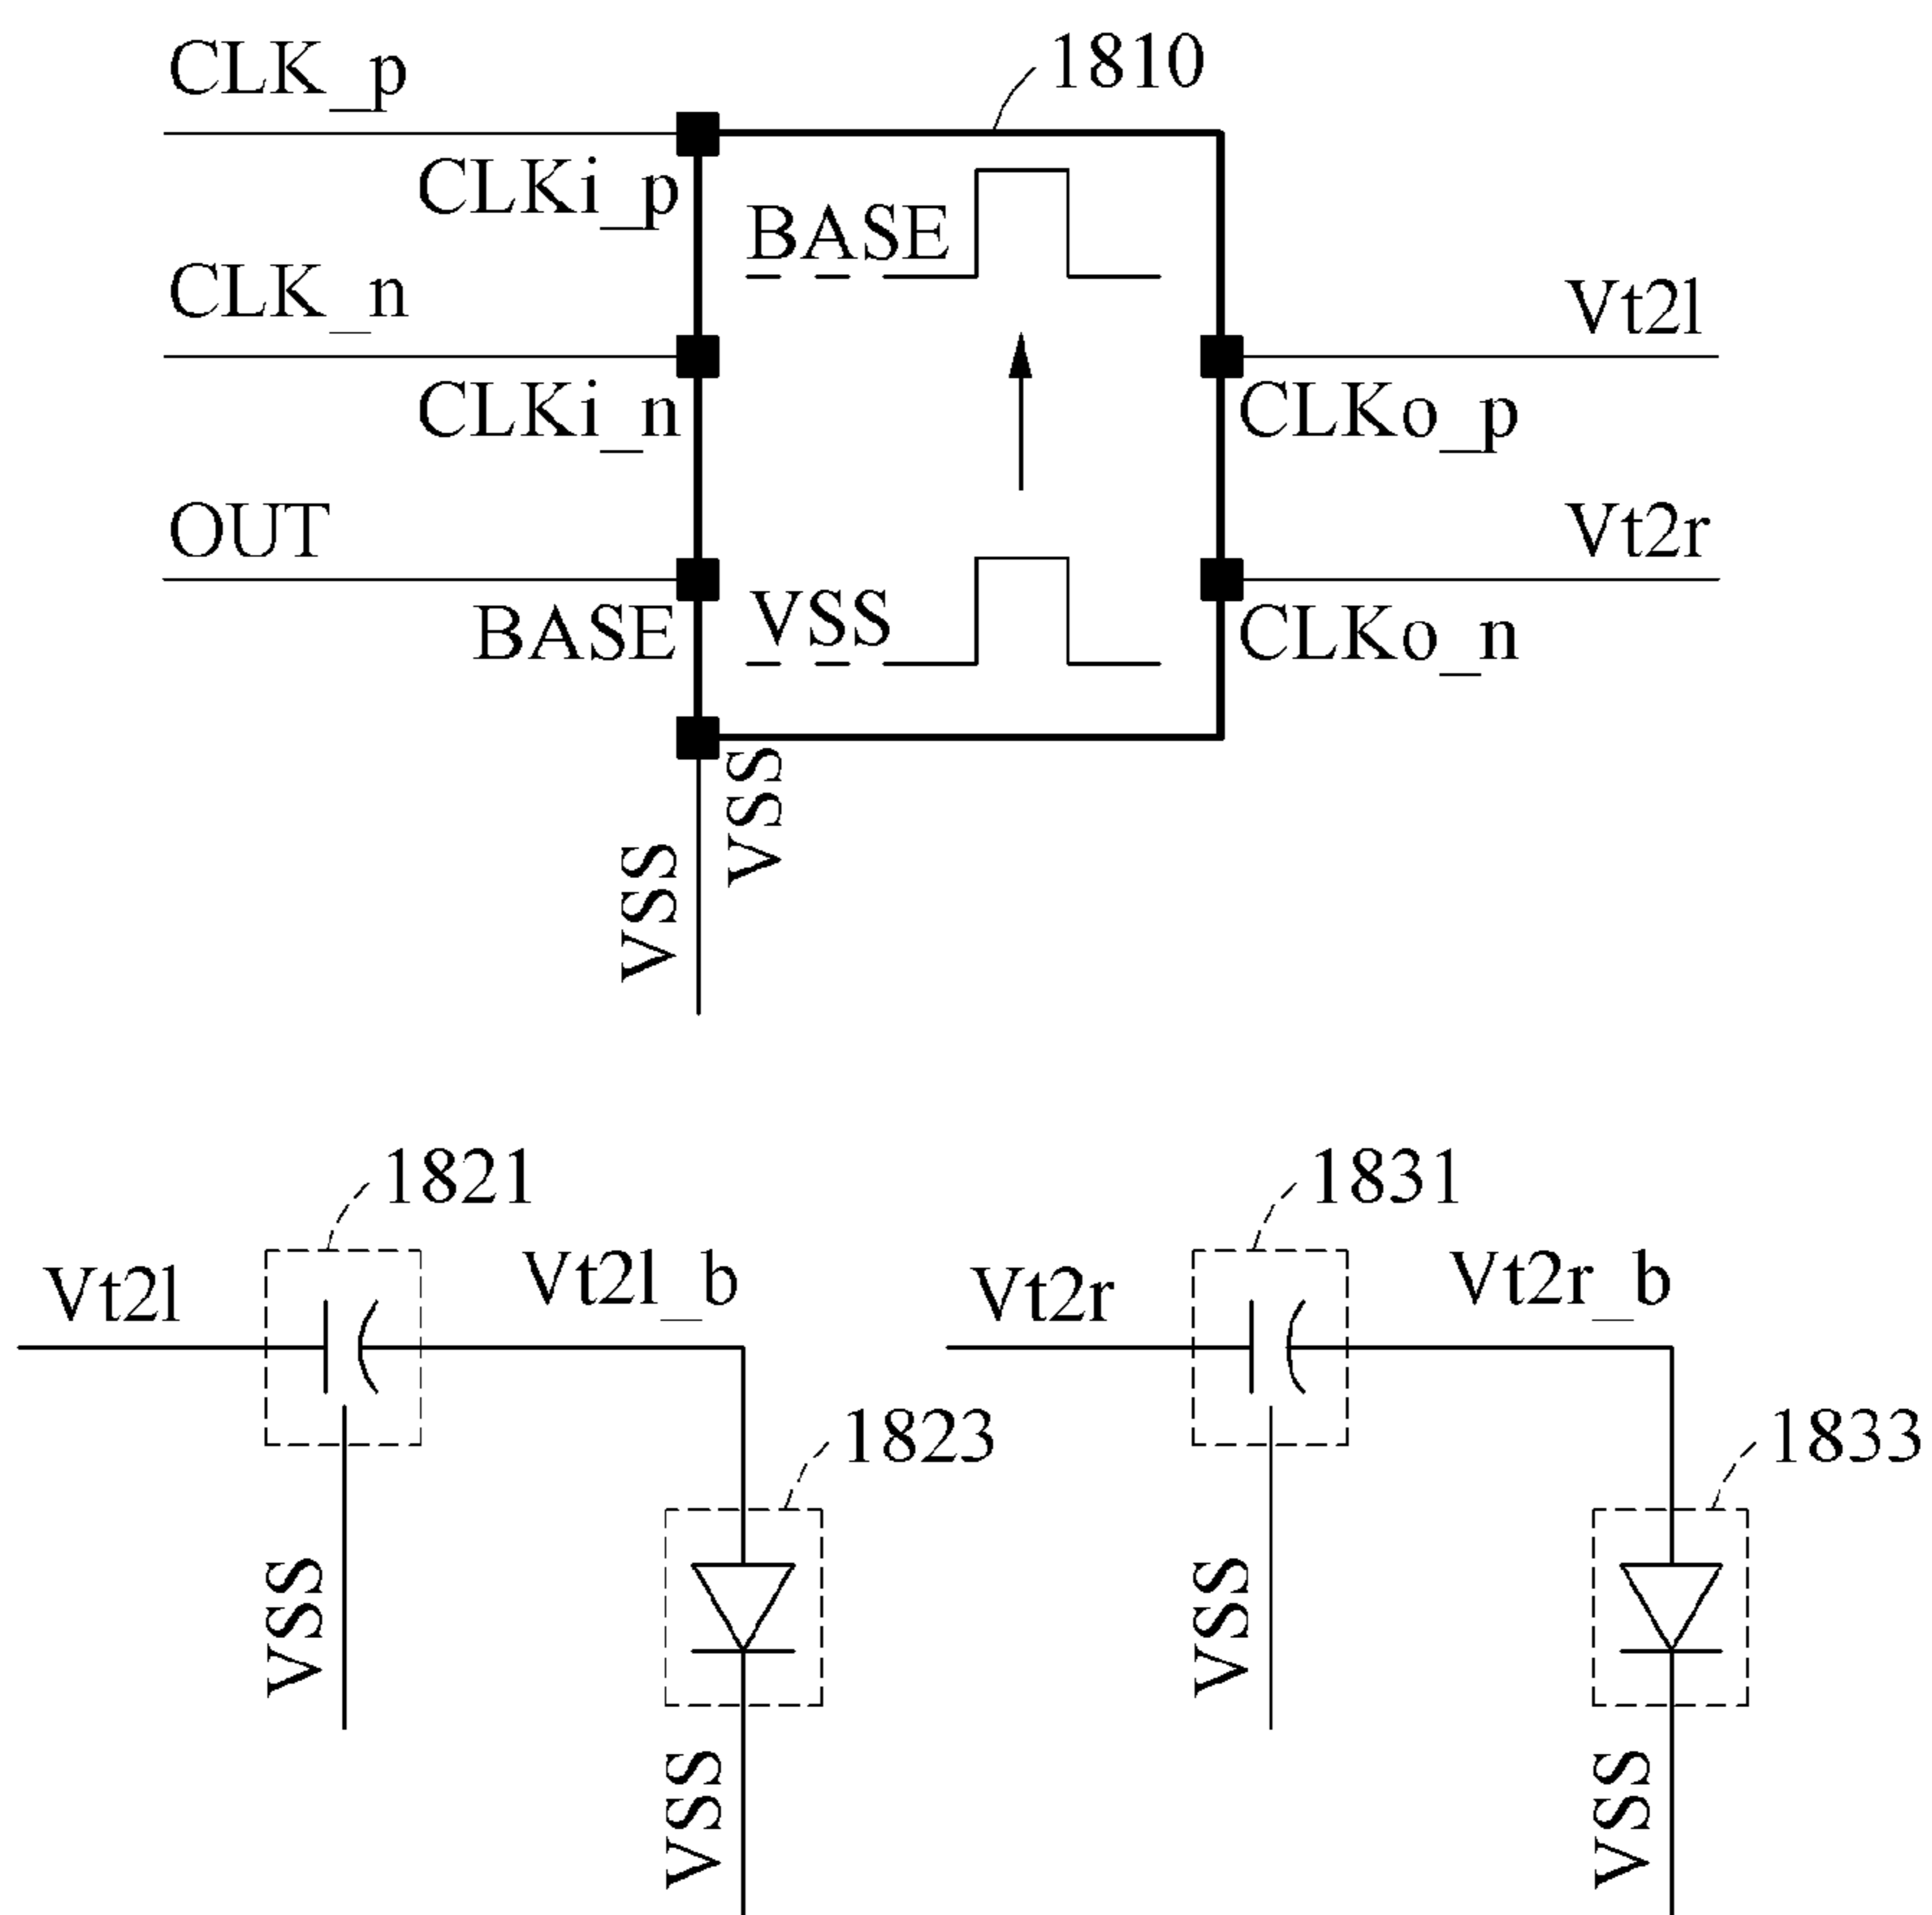 CLK_p
1810
CLKi_p
BASE
CLK_n
Vt2l
CLKi_n
CLKo_p
OUT
Vt2r
BASE
VSS
CLKo_n
VSS
VSS
1821
1831
Vt2l
Vt2l_b
Vt2r
Vt2r_b
1823
1833
VSS
VSS
VSS
VSS